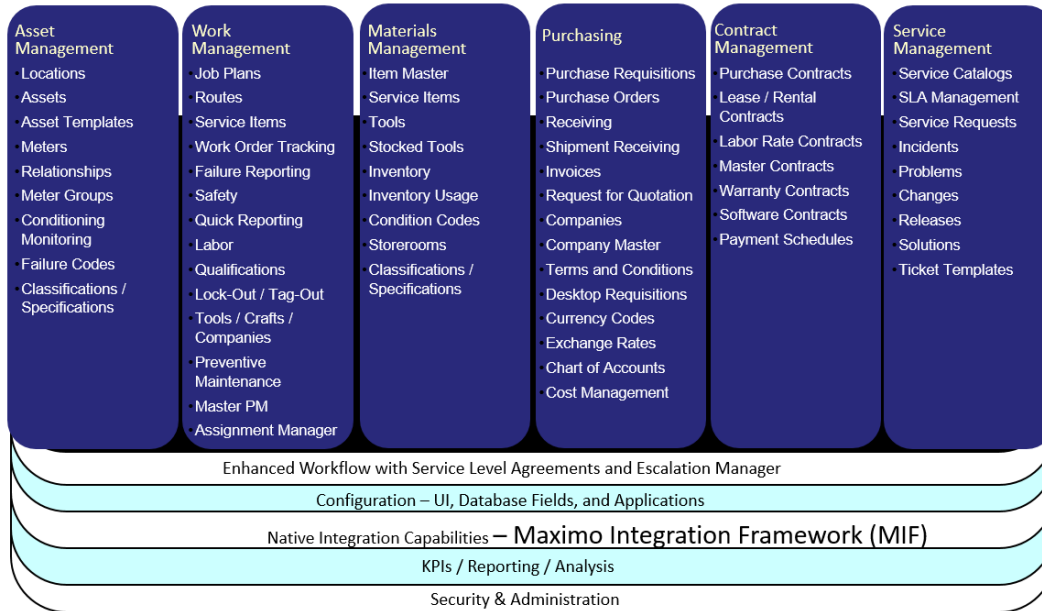 Asset
Management
•Locations
•Assets
•Asset Templates
•Meters
•Relationships
•Meter Groups
•Conditioning
Monitoring
•Failure Codes
•Classifications /
Specifications
Work
Management
•Job Plans
•Routes
•Service Items
•Work Order Tracking
•Failure Reporting
•Safety
•Quick Reporting
•Labor
•Qualifications
•Lock-Out / Tag-Out
•Tools / Crafts /
Companies
•Preventive
Maintenance
•Master PM
•Assignment Manager
Materials
Management
•Item Master
•Service Items
•Tools
•Stocked Tools
•Inventory
•Inventory Usage
•Condition Codes
•Storerooms
•Classifications /
Specifications
Purchasing
•Purchase Requisitions
•Purchase Orders
•Receiving
•Shipment Receiving
•Invoices
•Request for Quotation
•Companies
•Company Master
•Terms and Conditions
•Desktop Requisitions
•Currency Codes
•Exchange Rates
•Chart of Accounts
•Cost Management
Contract
Management
•Purchase Contracts
•Lease / Rental
Contracts
•Labor Rate Contracts
•Master Contracts
•Warranty Contracts
•Software Contracts
•Payment Schedules
Service
Management
•Service Catalogs
•SLA Management
•Service Requests
•Incidents
•Problems
•Changes
•Releases
•Solutions
•Ticket Templates
Enhanced Workflow with Service Level Agreements and Escalation Manager
Configuration – UI, Database Fields, and Applications
Native Integration Capabilities – Maximo Integration Framework (MIF)
KPIs / Reporting / Analysis
Security & Administration